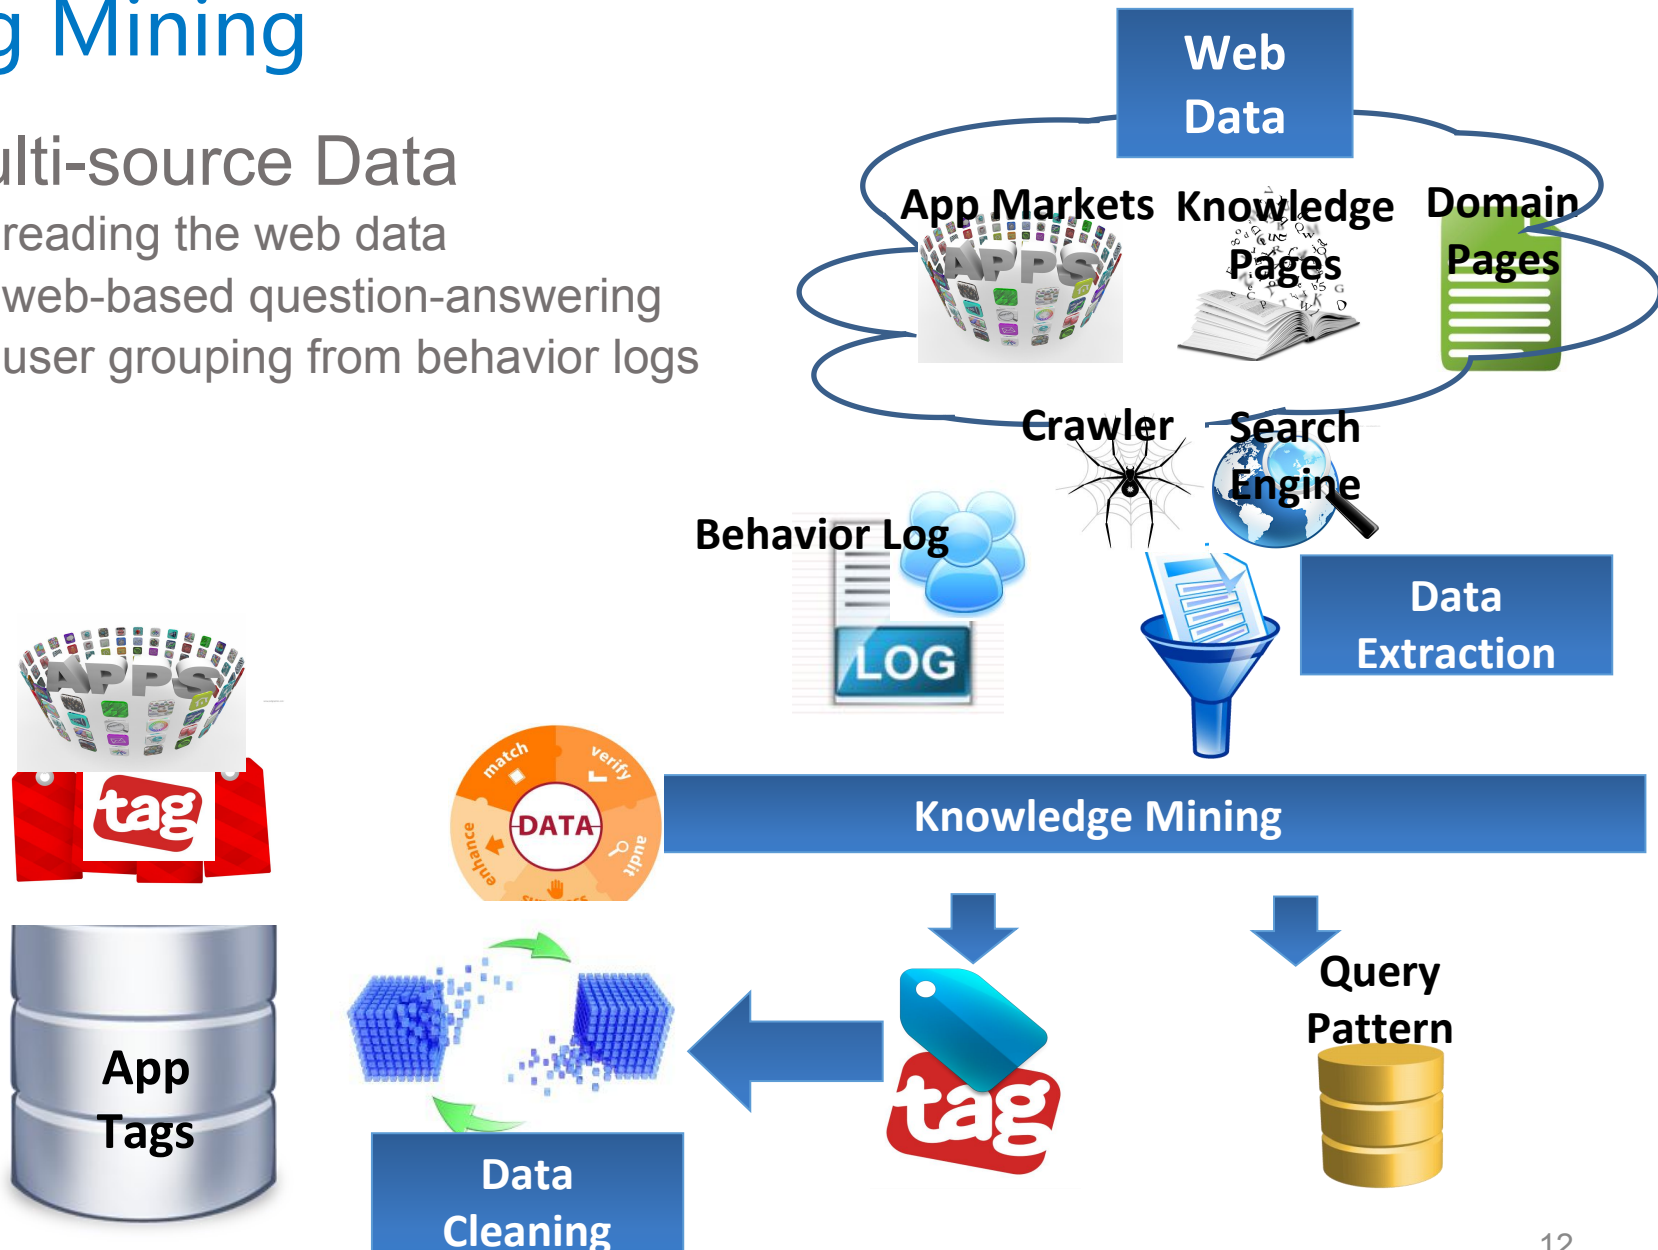 g Mining
ulti-source Data
reading the web data
web-based question-answering
user grouping from behavior logs
Web
Data
App Markets
Knowledge
Pages
Domain
Pages
APPS
Crawler
Search
Engine
Behavior Log
LOG
Data
Extraction
APPS
tag
match
verify
DATA
enhance
audit
Knowledge Mining
Query
Pattern
tag
App
Tags
Data
Cleaning
12